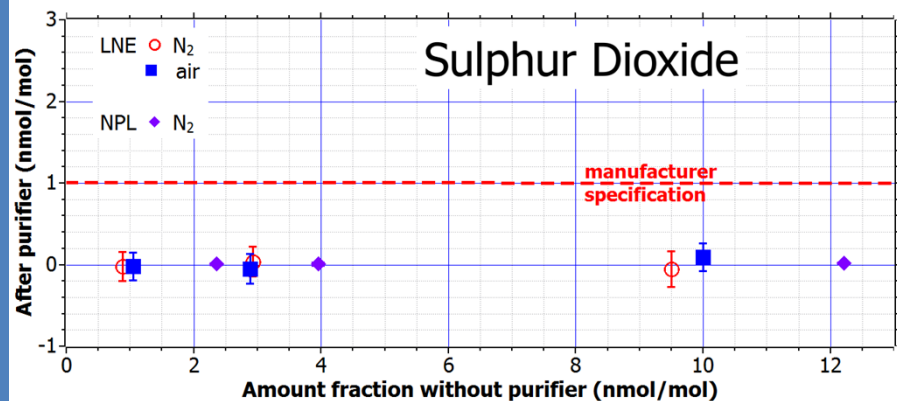 Sulphur Dioxide
LNE N₂
air
NPL N₂
manufacturer
specification
After purifier (nmol/mol)
3
2
1
0
-1
0 2 4 6 8 10 12
Amount fraction without purifier (nmol/mol)